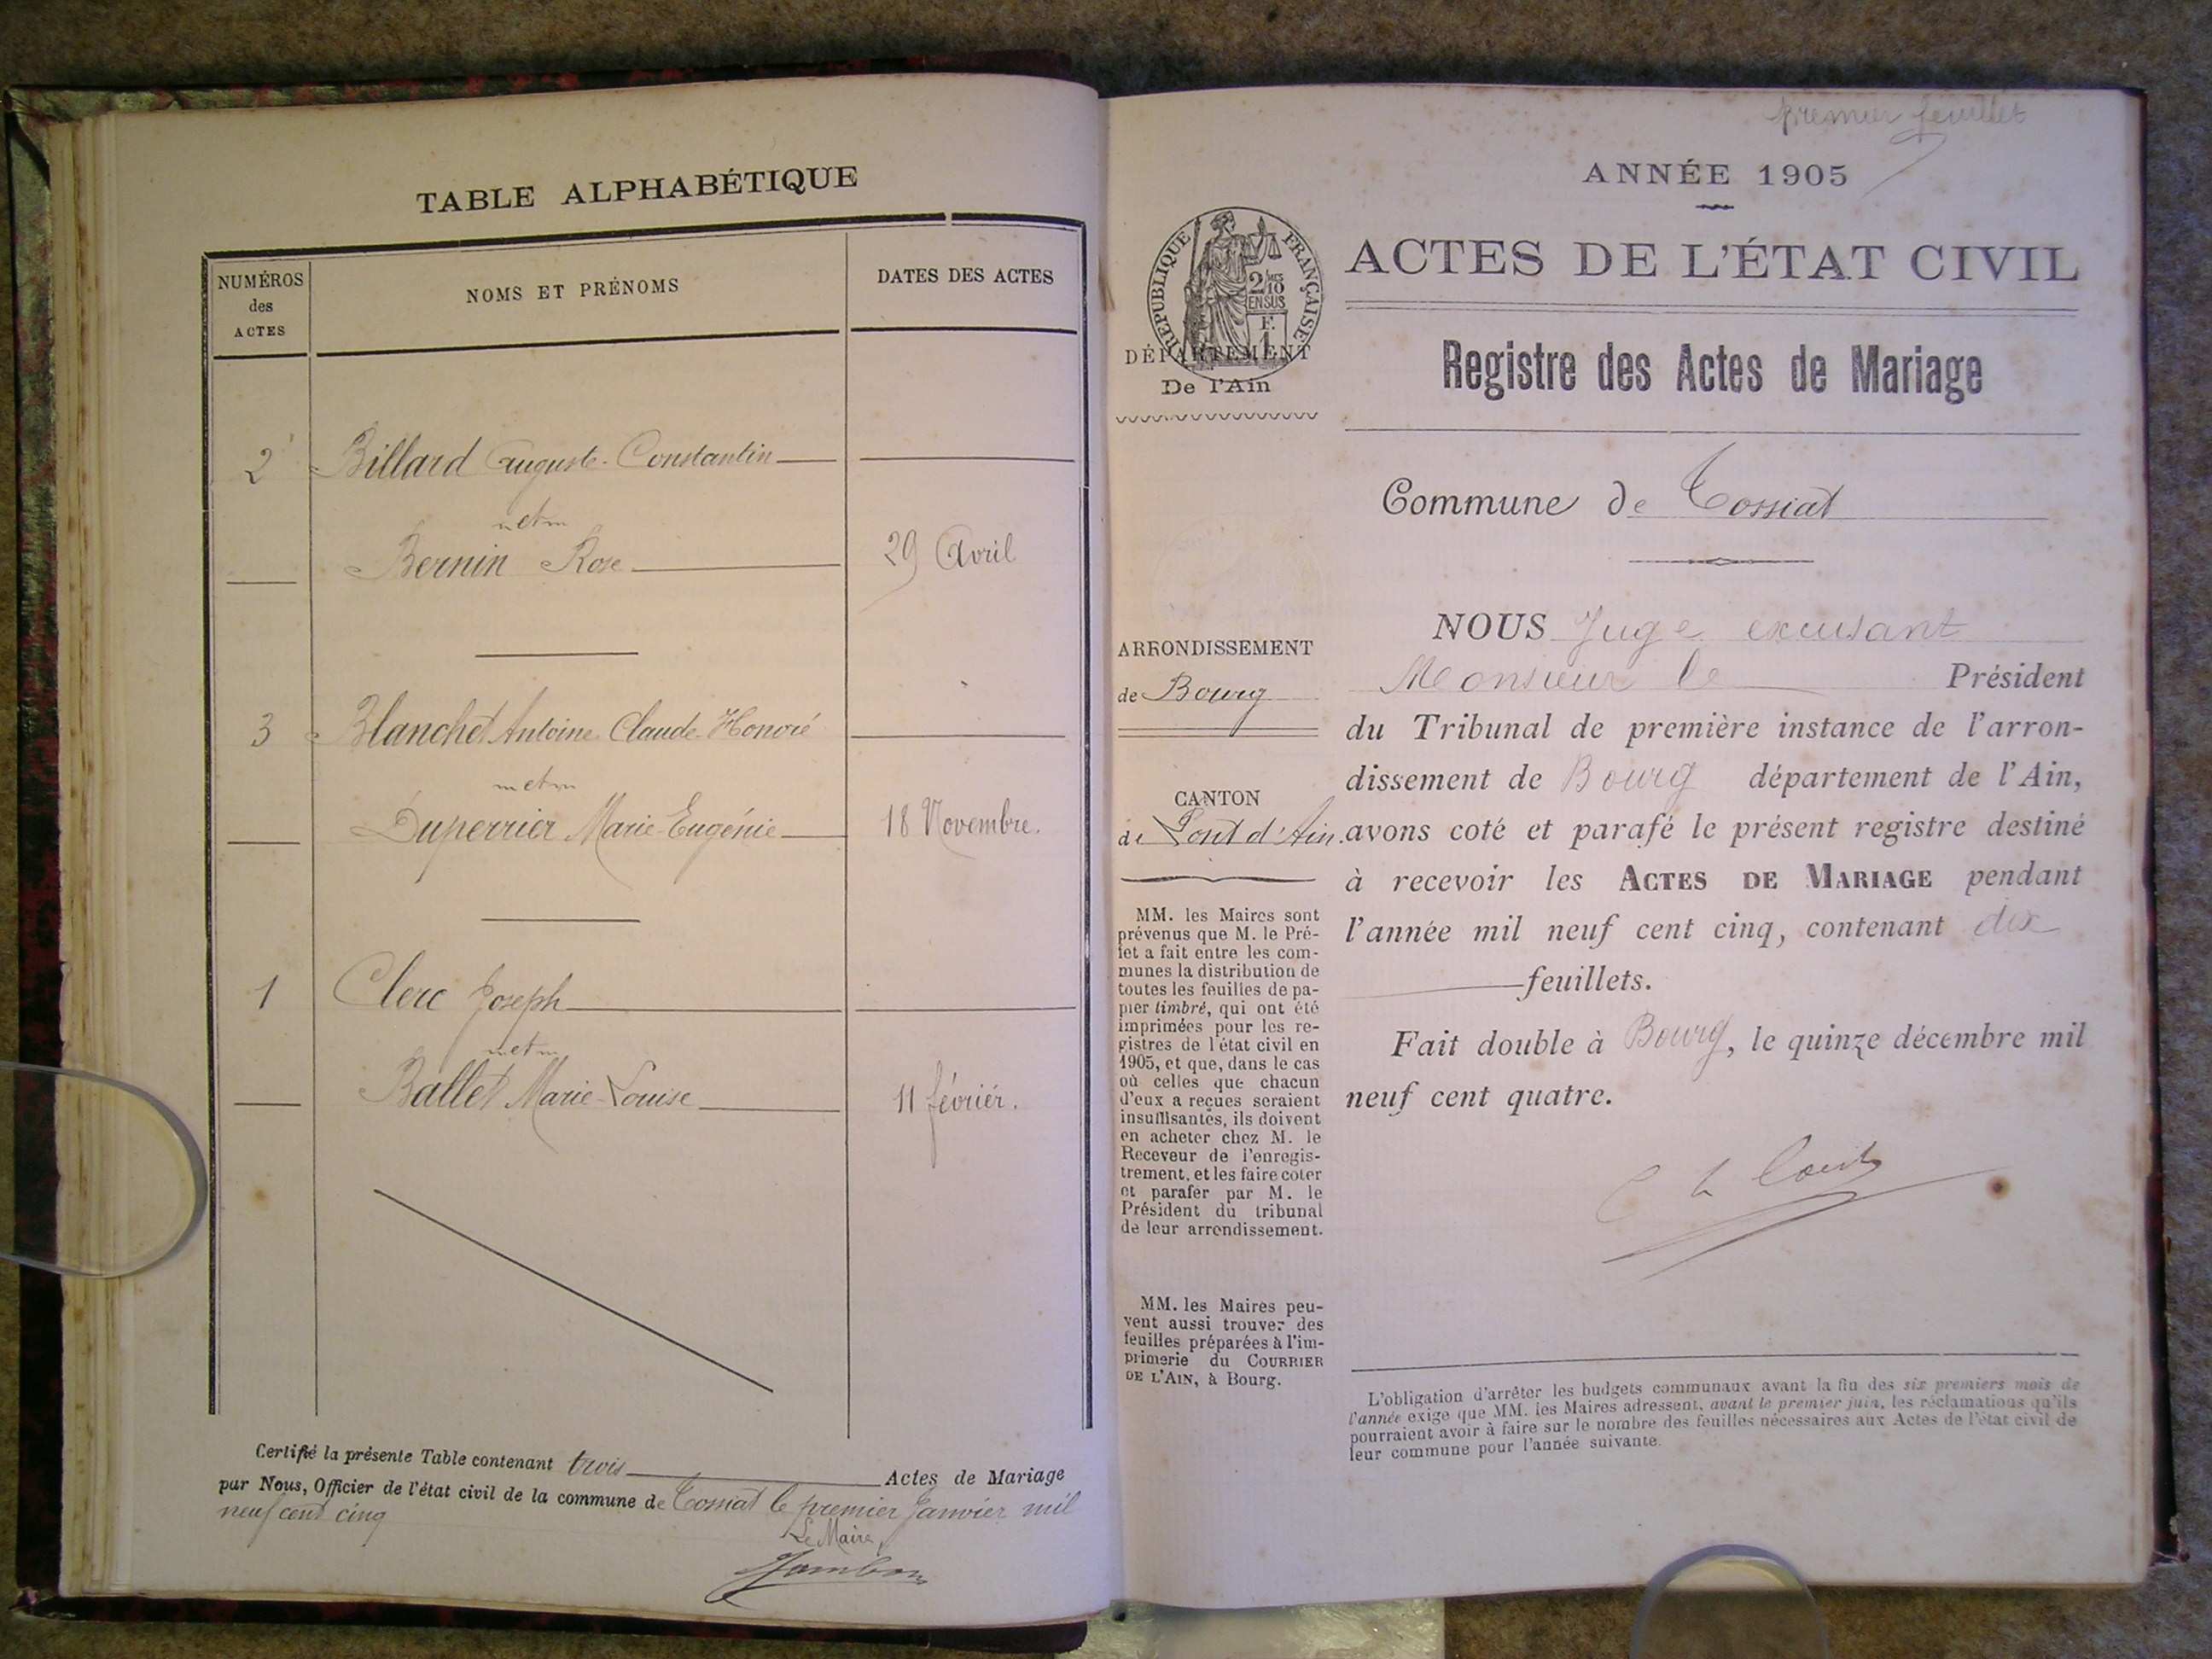 TABLE ALPHABÉTIQUE
NUMÉROS
des
ACTES
NOMS ET PRÉNOMS
DATES DES ACTES
2 Billard Auguste-Constantin
Bernin Rose 29 Avril
3 Blanchet Antoine Claude-Honoré
Duperrier Marie-Eugénie 18 Novembre.
1 Clerc Joseph
Ballet Marie-Louise 11 février.
Certifié la présente Table contenant trois Actes de Mariage
par Nous, Officier de l'état civil de la commune de Tossiat le premier Janvier mil
neuf cent cinq
Le Maire,
premier feuillet
ANNÉE 1905
RÉPUBLIQUE FRANÇAISE
2/10
EN SUS
F.
1
DÉPARTEMENT
De l'Ain
ACTES DE L'ÉTAT CIVIL
Registre des Actes de Mariage
Commune de Tossiat
ARRONDISSEMENT
de Bourg
CANTON
de Pont d'Ain.
MM. les Maires sont
prévenus que M. le Pré-
fet a fait entre les com-
munes la distribution de
toutes les feuilles de pa-
pier timbré, qui ont été
imprimées pour les re-
gistres de l'état civil en
1905, et que, dans le cas
où celles que chacun
d'eux a reçues seraient
insuffisantes, ils doivent
en acheter chez M. le
Receveur de l'enregis-
trement, et les faire coter
et parafer par M. le
Président du tribunal
de leur arrondissement.
MM. les Maires peu-
vent aussi trouver des
feuilles préparées à l'im-
primerie du COURRIER
DE L'AIN, à Bourg.
NOUS Juge excusant
Monsieur le Président
du Tribunal de première instance de l'arron-
dissement de Bourg département de l'Ain,
avons coté et parafé le présent registre destiné
à recevoir les ACTES DE MARIAGE pendant
l'année mil neuf cent cinq, contenant dix
feuillets.
Fait double à Bourg, le quinze décembre mil
neuf cent quatre.
L'obligation d'arrêter les budgets communaux avant la fin des six premiers mois de
l'année exige que MM. les Maires adressent, avant le premier juin, les réclamations qu'ils
pourraient avoir à faire sur le nombre des feuilles nécessaires aux Actes de l'état civil de
leur commune pour l'année suivante.